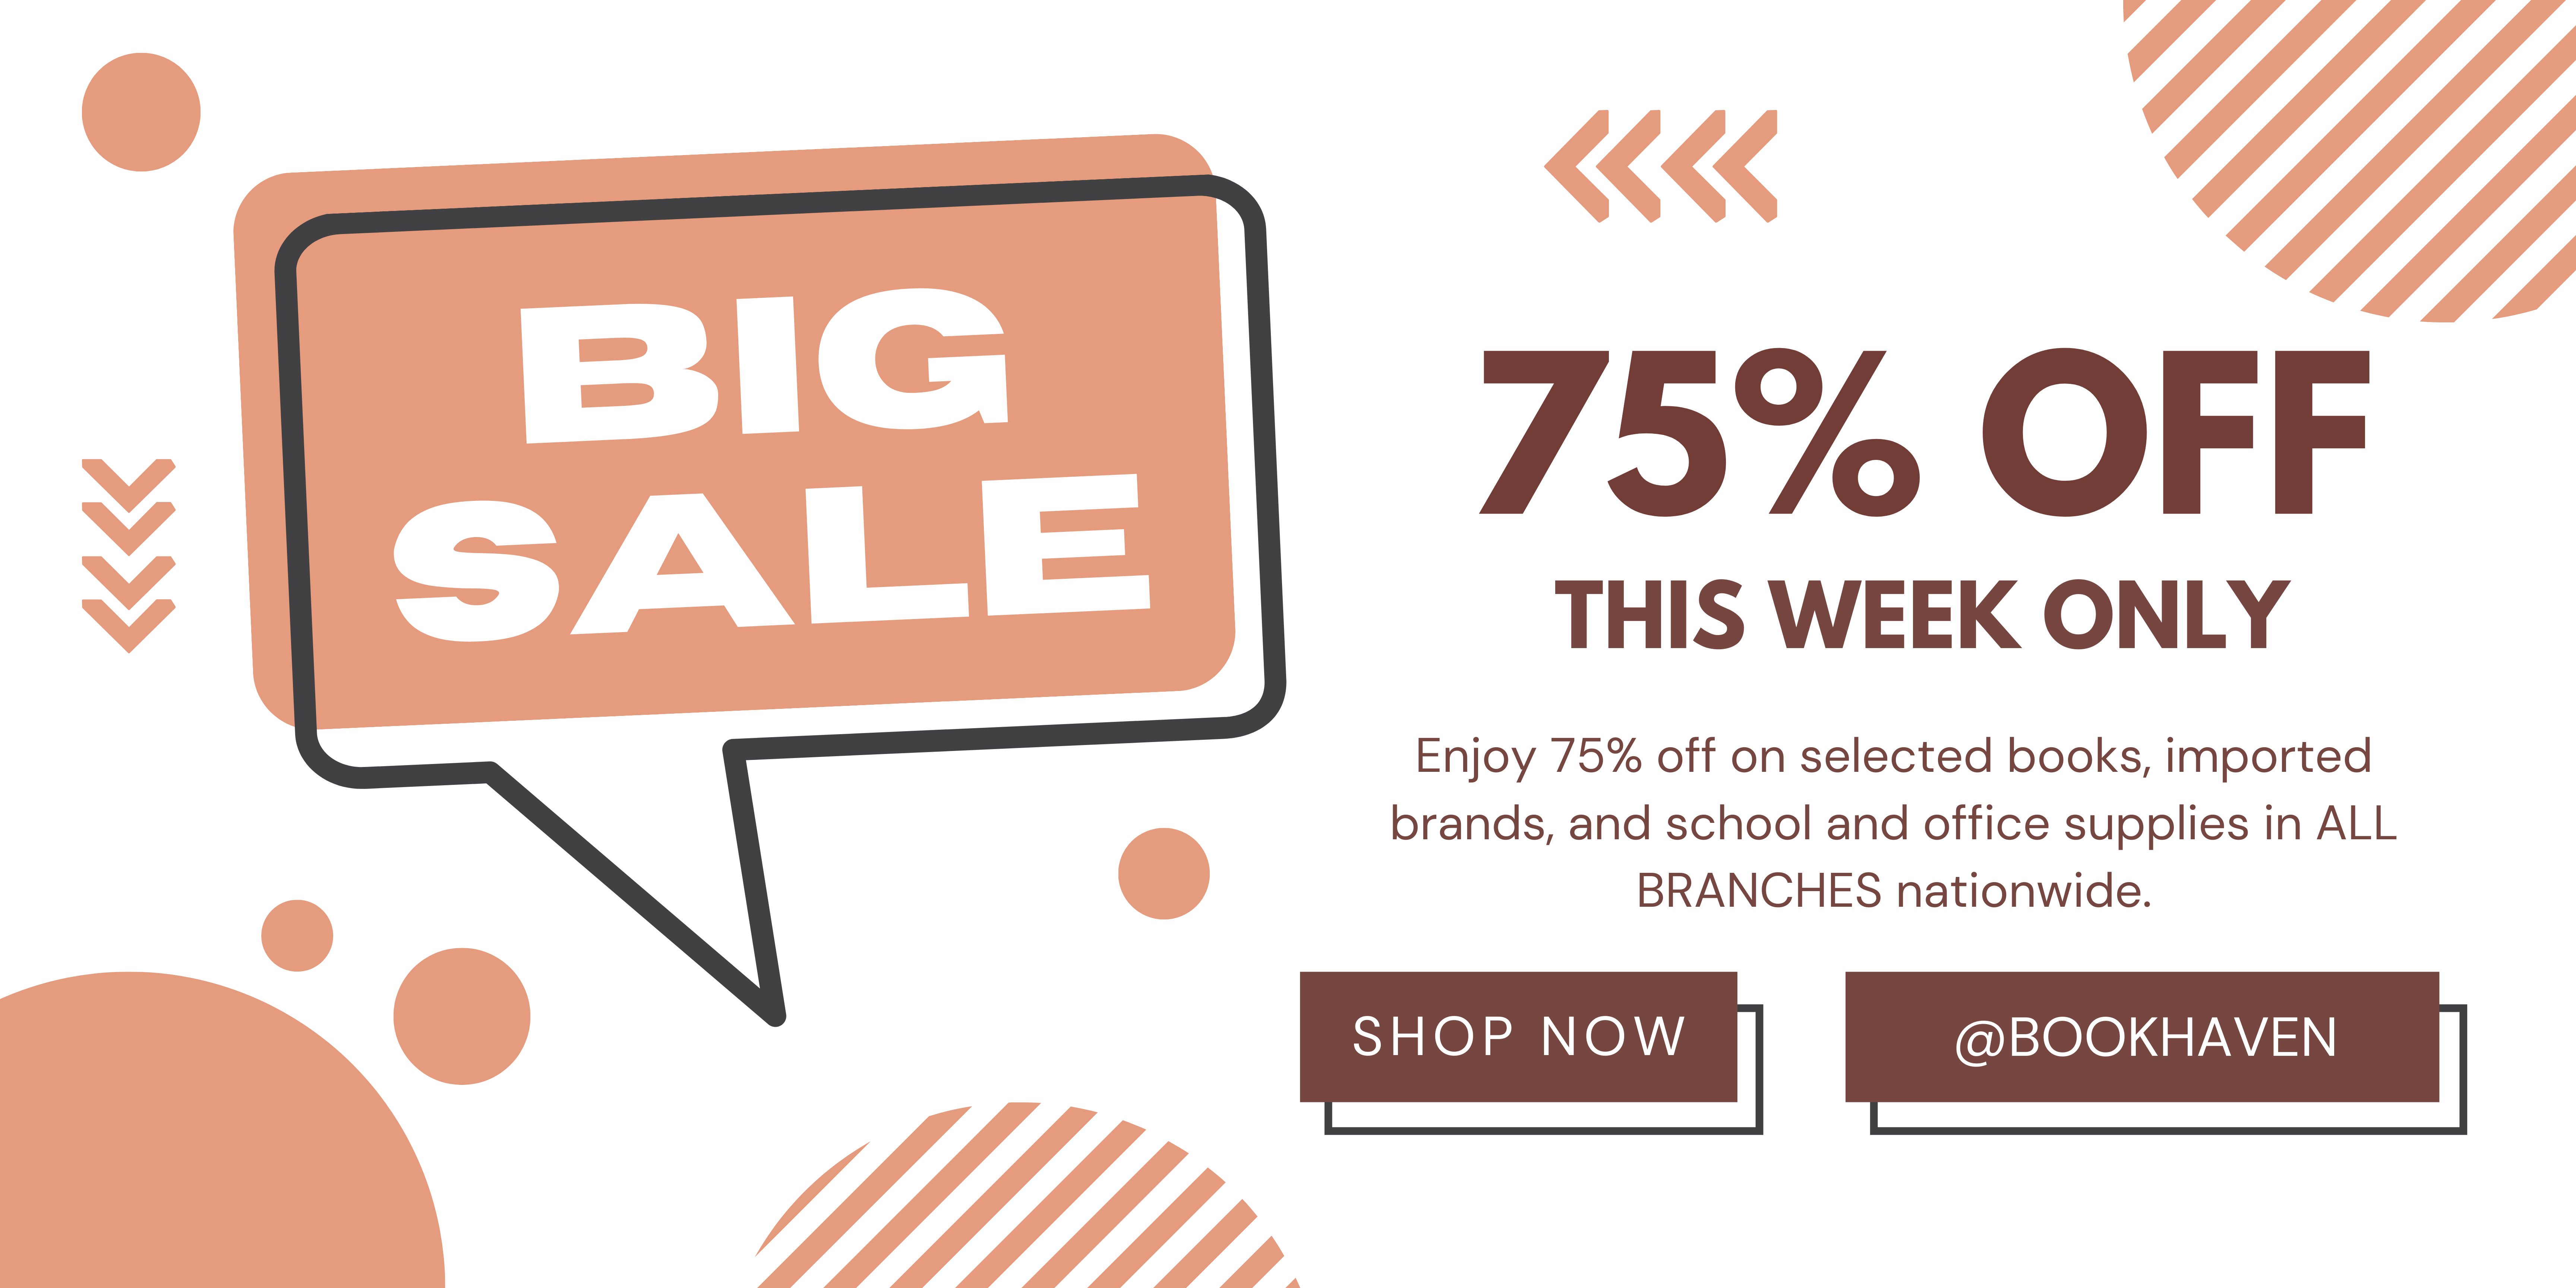 BIG
SALE
75% OFF
THIS WEEK ONLY
Enjoy 75% off on selected books, imported
brands, and school and office supplies in ALL
BRANCHES nationwide.
SHOP NOW
@BOOKHAVEN